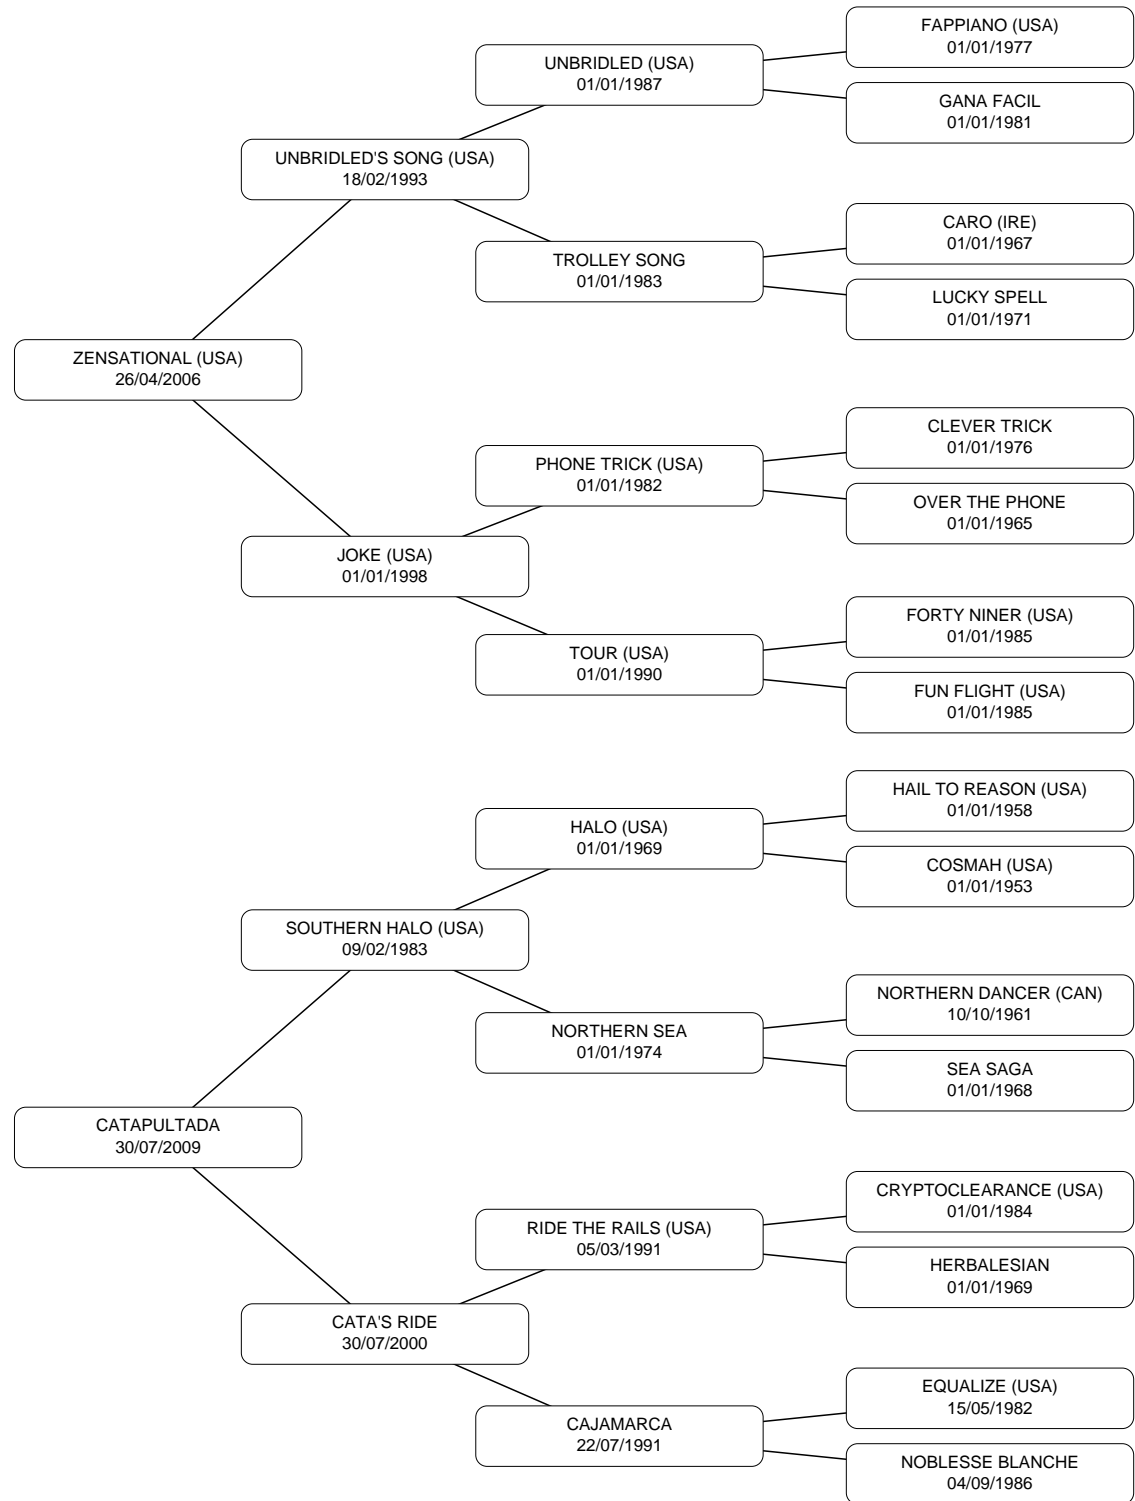 FAPPIANO (USA)
01/01/1977
UNBRIDLED (USA)
01/01/1987
GANA FACIL
01/01/1981
UNBRIDLED'S SONG (USA)
18/02/1993
CARO (IRE)
01/01/1967
TROLLEY SONG
01/01/1983
LUCKY SPELL
01/01/1971
ZENSATIONAL (USA)
26/04/2006
CLEVER TRICK
01/01/1976
PHONE TRICK (USA)
01/01/1982
OVER THE PHONE
01/01/1965
JOKE (USA)
01/01/1998
FORTY NINER (USA)
01/01/1985
TOUR (USA)
01/01/1990
FUN FLIGHT (USA)
01/01/1985
HAIL TO REASON (USA)
01/01/1958
HALO (USA)
01/01/1969
COSMAH (USA)
01/01/1953
SOUTHERN HALO (USA)
09/02/1983
NORTHERN DANCER (CAN)
10/10/1961
NORTHERN SEA
01/01/1974
SEA SAGA
01/01/1968
CATAPULTADA
30/07/2009
CRYPTOCLEARANCE (USA)
01/01/1984
RIDE THE RAILS (USA)
05/03/1991
HERBALESIAN
01/01/1969
CATA'S RIDE
30/07/2000
EQUALIZE (USA)
15/05/1982
CAJAMARCA
22/07/1991
NOBLESSE BLANCHE
04/09/1986